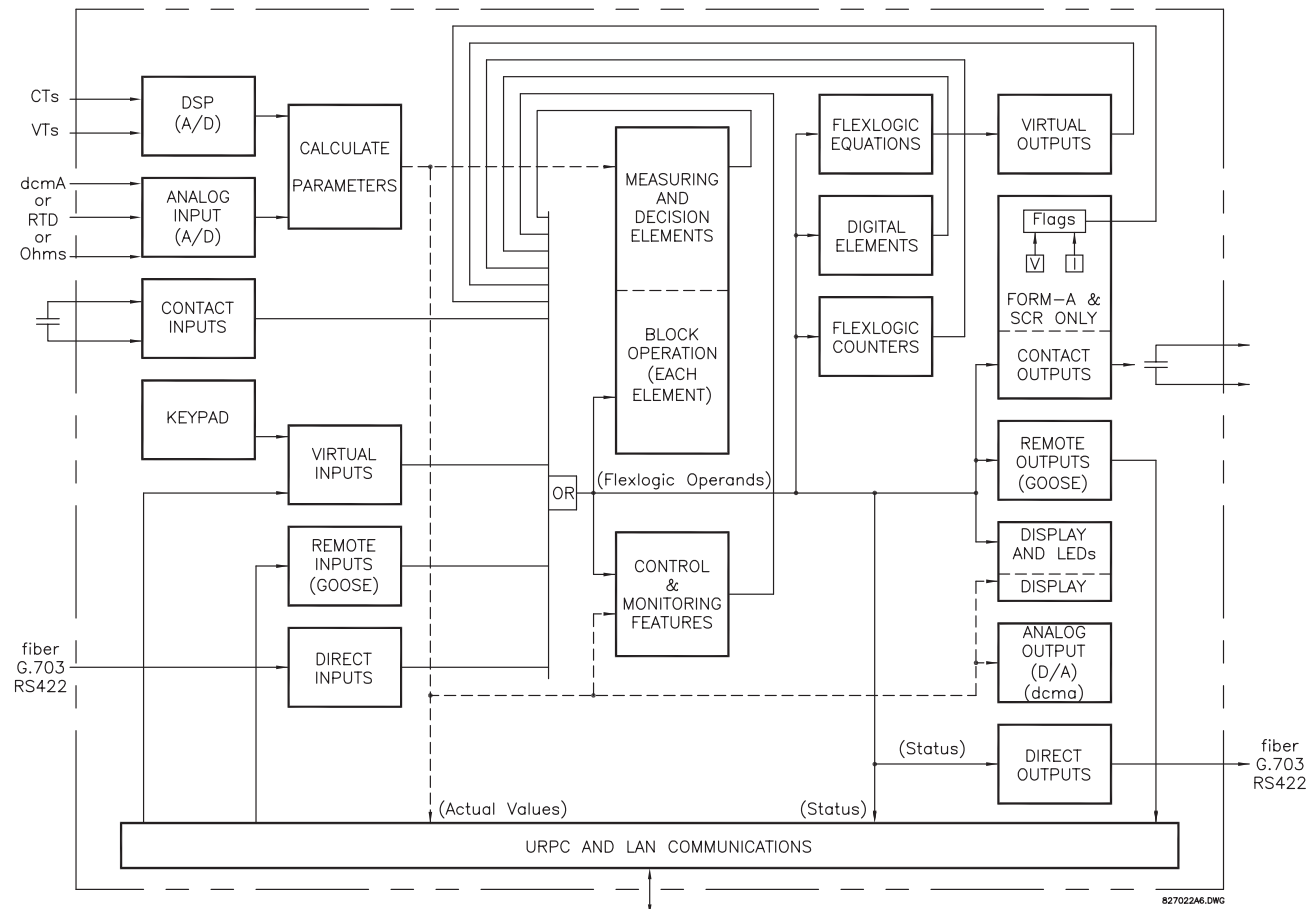 CTs
VTs
dcmA
or
RTD
or
Ohms
DSP
(A/D)
ANALOG
INPUT
(A/D)
CALCULATE
PARAMETERS
CONTACT
INPUTS
KEYPAD
VIRTUAL
INPUTS
REMOTE
INPUTS
(GOOSE)
fiber
G.703
RS422
DIRECT
INPUTS
OR
(Flexlogic Operands)
MEASURING
AND
DECISION
ELEMENTS
BLOCK
OPERATION
(EACH
ELEMENT)
CONTROL
&
MONITORING
FEATURES
FLEXLOGIC
EQUATIONS
DIGITAL
ELEMENTS
FLEXLOGIC
COUNTERS
VIRTUAL
OUTPUTS
Flags
V
I
FORM-A &
SCR ONLY
CONTACT
OUTPUTS
REMOTE
OUTPUTS
(GOOSE)
DISPLAY
AND LEDs
DISPLAY
ANALOG
OUTPUT
(D/A)
(dcma)
(Status)
DIRECT
OUTPUTS
fiber
G.703
RS422
(Actual Values)
(Status)
URPC AND LAN COMMUNICATIONS
827022A6.DWG